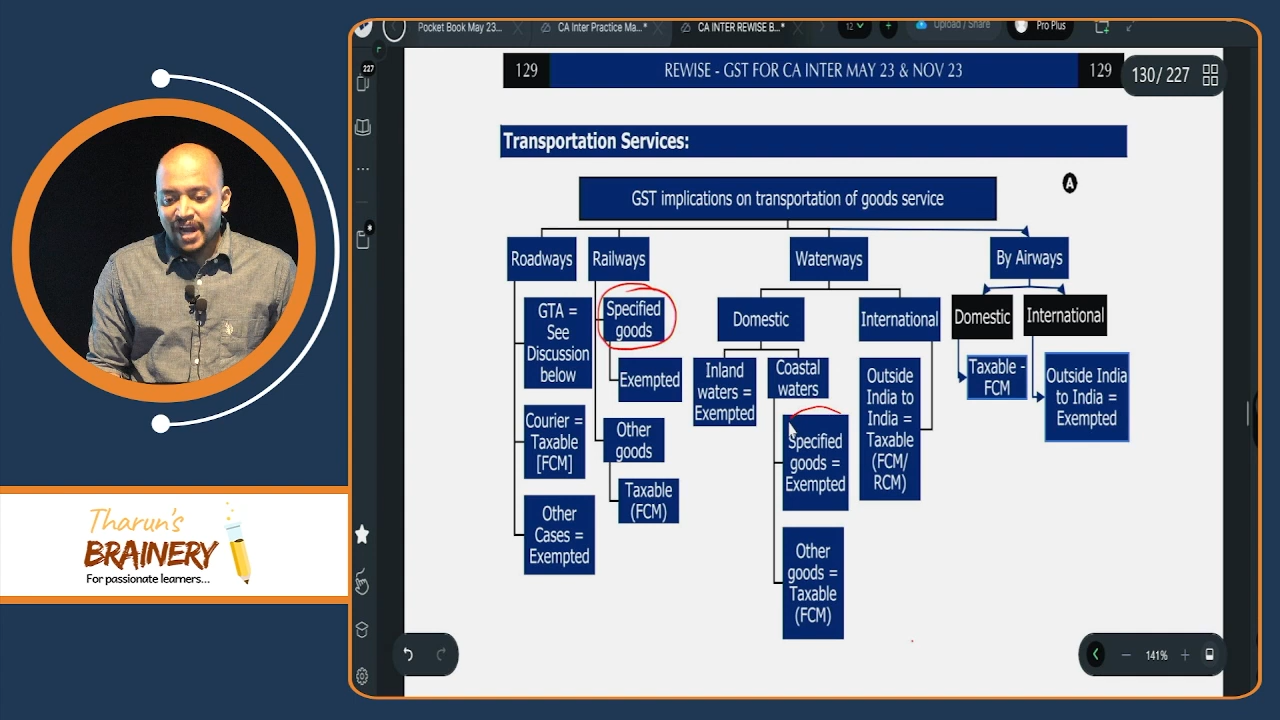 Pocket Book May 23...
CA Inter Practice Ma...*
CA INTER REWISE B...*
12
Upload / Share
Pro Plus
227
129
REWISE - GST FOR CA INTER MAY 23 & NOV 23
129
130/ 227
Transportation Services:
A
GST implications on transportation of goods service
Roadways
Railways
Waterways
By Airways
GTA =
See
Discussion
below
Courier =
Taxable
[FCM]
Other
Cases =
Exempted
Specified
goods
Exempted
Other
goods
Taxable
(FCM)
Domestic
Inland
waters =
Exempted
Coastal
waters
Specified
goods =
Exempted
Other
goods =
Taxable
(FCM)
International
Outside
India to
India =
Taxable
(FCM/
RCM)
Domestic
Taxable -
FCM
International
Outside India
to India =
Exempted
Tharun's
BRAINERY
For passionate learners...
141%